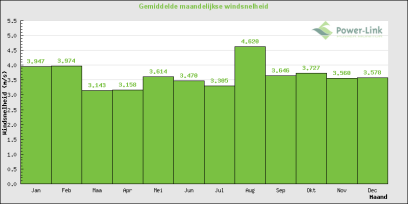 Gemiddelde maandelijkse windsnelheid
Power-Link
Windsnelheid (m/s)
5,5
5,0
4,5
4,0
3,5
3,0
2,5
2,0
1,5
1,0
0,5
0,0
3,947 3,974 3,143 3,158 3,614 3,470 3,305 4,620 3,646 3,727 3,568 3,578
Jan Feb Maa Apr Mei Jun Jul Aug Sep Okt Nov Dec
Maand